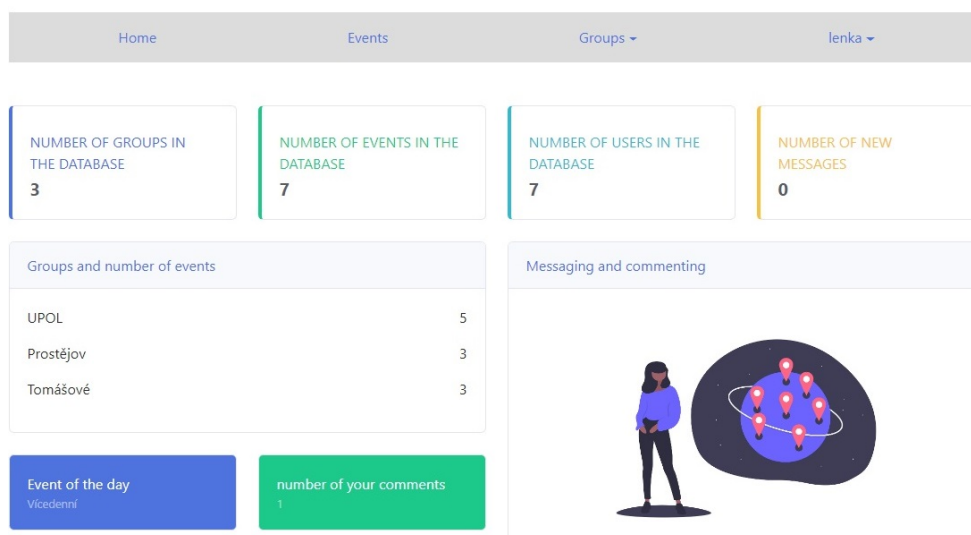 Home Events Groups lenka
NUMBER OF GROUPS IN
THE DATABASE
3
NUMBER OF EVENTS IN THE
DATABASE
7
NUMBER OF USERS IN THE
DATABASE
7
NUMBER OF NEW
MESSAGES
0
Groups and number of events
UPOL 5
Prostějov 3
Tomášové 3
Messaging and commenting
Event of the day
Vícedenní
number of your comments
1